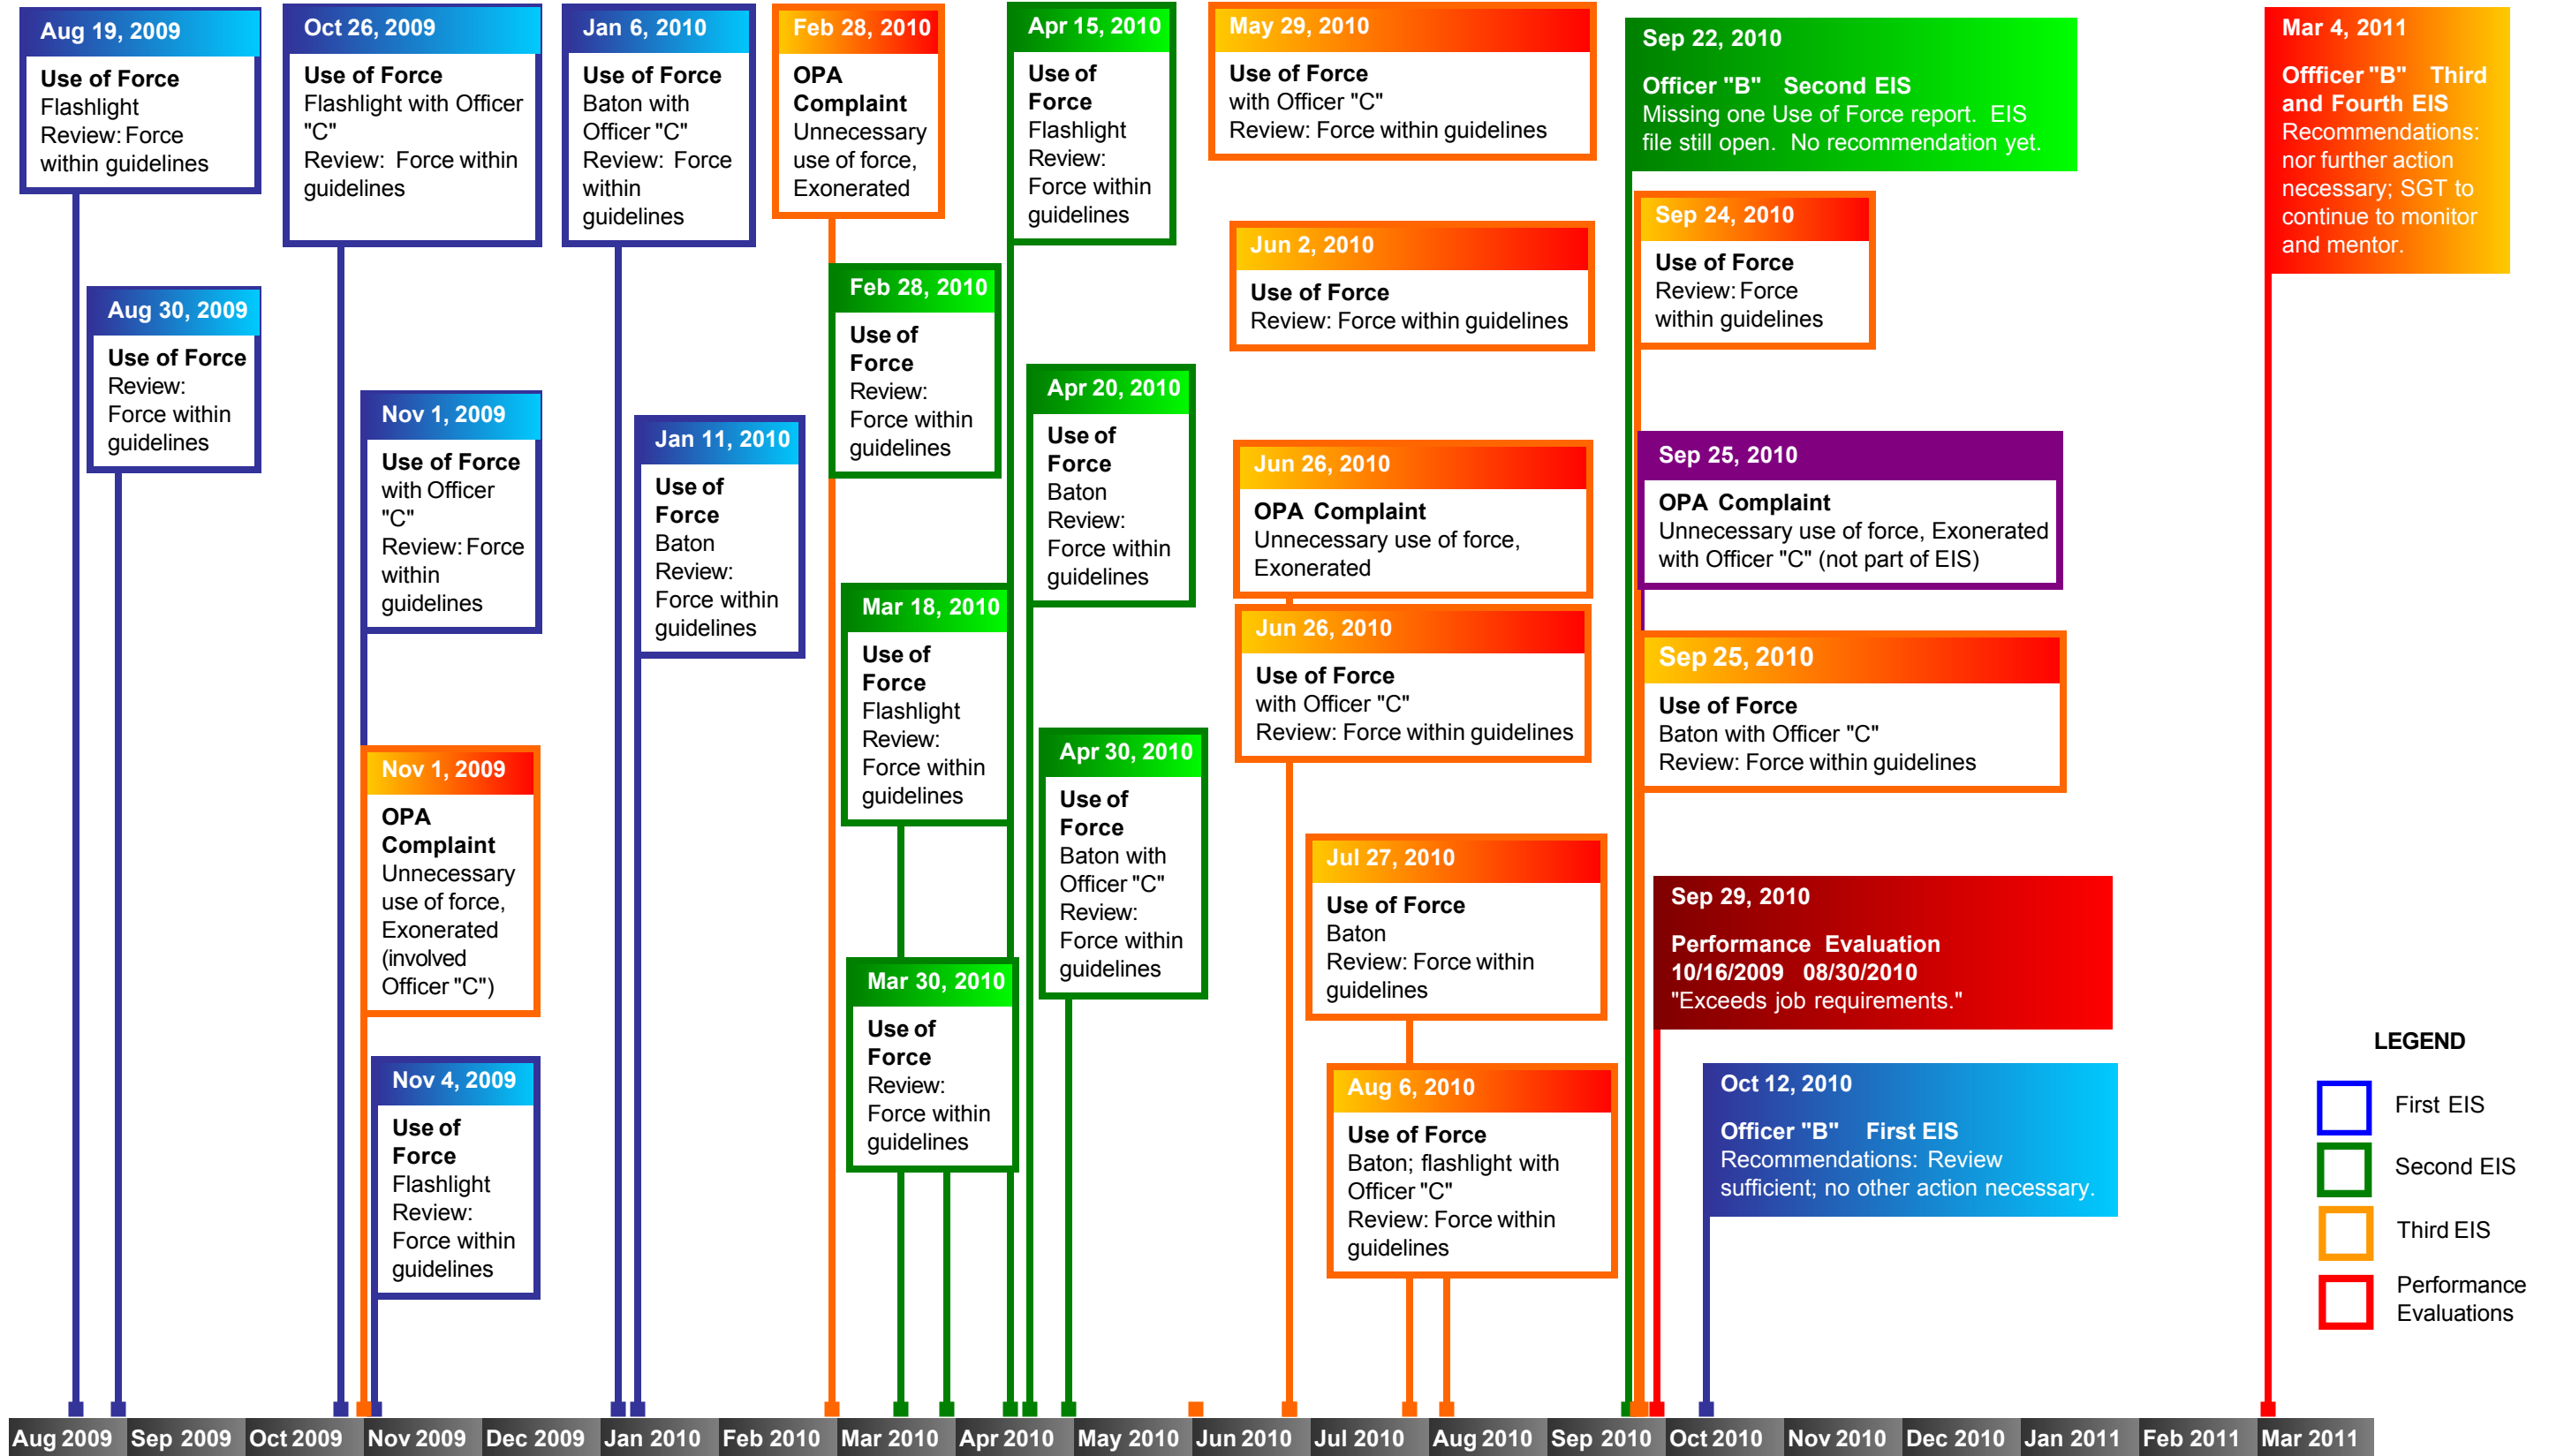 Aug 19, 2009
Use of Force
Flashlight
Review: Force
within guidelines
Aug 30, 2009
Use of Force
Review:
Force within
guidelines
Oct 26, 2009
Use of Force
Flashlight with Officer
"C"
Review: Force within
guidelines
Nov 1, 2009
Use of Force
with Officer
"C"
Review: Force
within
guidelines
Nov 1, 2009
OPA
Complaint
Unnecessary
use of force,
Exonerated
(involved
Officer "C")
Nov 4, 2009
Use of
Force
Flashlight
Review:
Force within
guidelines
Jan 6, 2010
Use of Force
Baton with
Officer "C"
Review: Force
within
guidelines
Jan 11, 2010
Use of
Force
Baton
Review:
Force within
guidelines
Feb 28, 2010
OPA
Complaint
Unnecessary
use of force,
Exonerated
Feb 28, 2010
Use of
Force
Review:
Force within
guidelines
Mar 18, 2010
Use of
Force
Flashlight
Review:
Force within
guidelines
Mar 30, 2010
Use of
Force
Review:
Force within
guidelines
Apr 15, 2010
Use of
Force
Flashlight
Review:
Force within
guidelines
Apr 20, 2010
Use of
Force
Baton
Review:
Force within
guidelines
Apr 30, 2010
Use of
Force
Baton with
Officer "C"
Review:
Force within
guidelines
May 29, 2010
Use of Force
with Officer "C"
Review: Force within guidelines
Jun 2, 2010
Use of Force
Review: Force within guidelines
Jun 26, 2010
OPA Complaint
Unnecessary use of force,
Exonerated
Jun 26, 2010
Use of Force
with Officer "C"
Review: Force within guidelines
Jul 27, 2010
Use of Force
Baton
Review: Force within
guidelines
Aug 6, 2010
Use of Force
Baton; flashlight with
Officer "C"
Review: Force within
guidelines
Sep 22, 2010
Officer "B" Second EIS
Missing one Use of Force report. EIS
file still open. No recommendation yet.
Sep 24, 2010
Use of Force
Review: Force
within guidelines
Sep 25, 2010
OPA Complaint
Unnecessary use of force, Exonerated
with Officer "C" (not part of EIS)
Sep 25, 2010
Use of Force
Baton with Officer "C"
Review: Force within guidelines
Sep 29, 2010
Performance Evaluation
10/16/2009 08/30/2010
"Exceeds job requirements."
Oct 12, 2010
Officer "B" First EIS
Recommendations: Review
sufficient; no other action necessary.
Mar 4, 2011
Offficer "B" Third
and Fourth EIS
Recommendations:
nor further action
necessary; SGT to
continue to monitor
and mentor.
LEGEND
First EIS
Second EIS
Third EIS
Performance
Evaluations
Aug 2009 Sep 2009 Oct 2009 Nov 2009 Dec 2009 Jan 2010 Feb 2010 Mar 2010 Apr 2010 May 2010 Jun 2010 Jul 2010 Aug 2010 Sep 2010 Oct 2010 Nov 2010 Dec 2010 Jan 2011 Feb 2011 Mar 2011